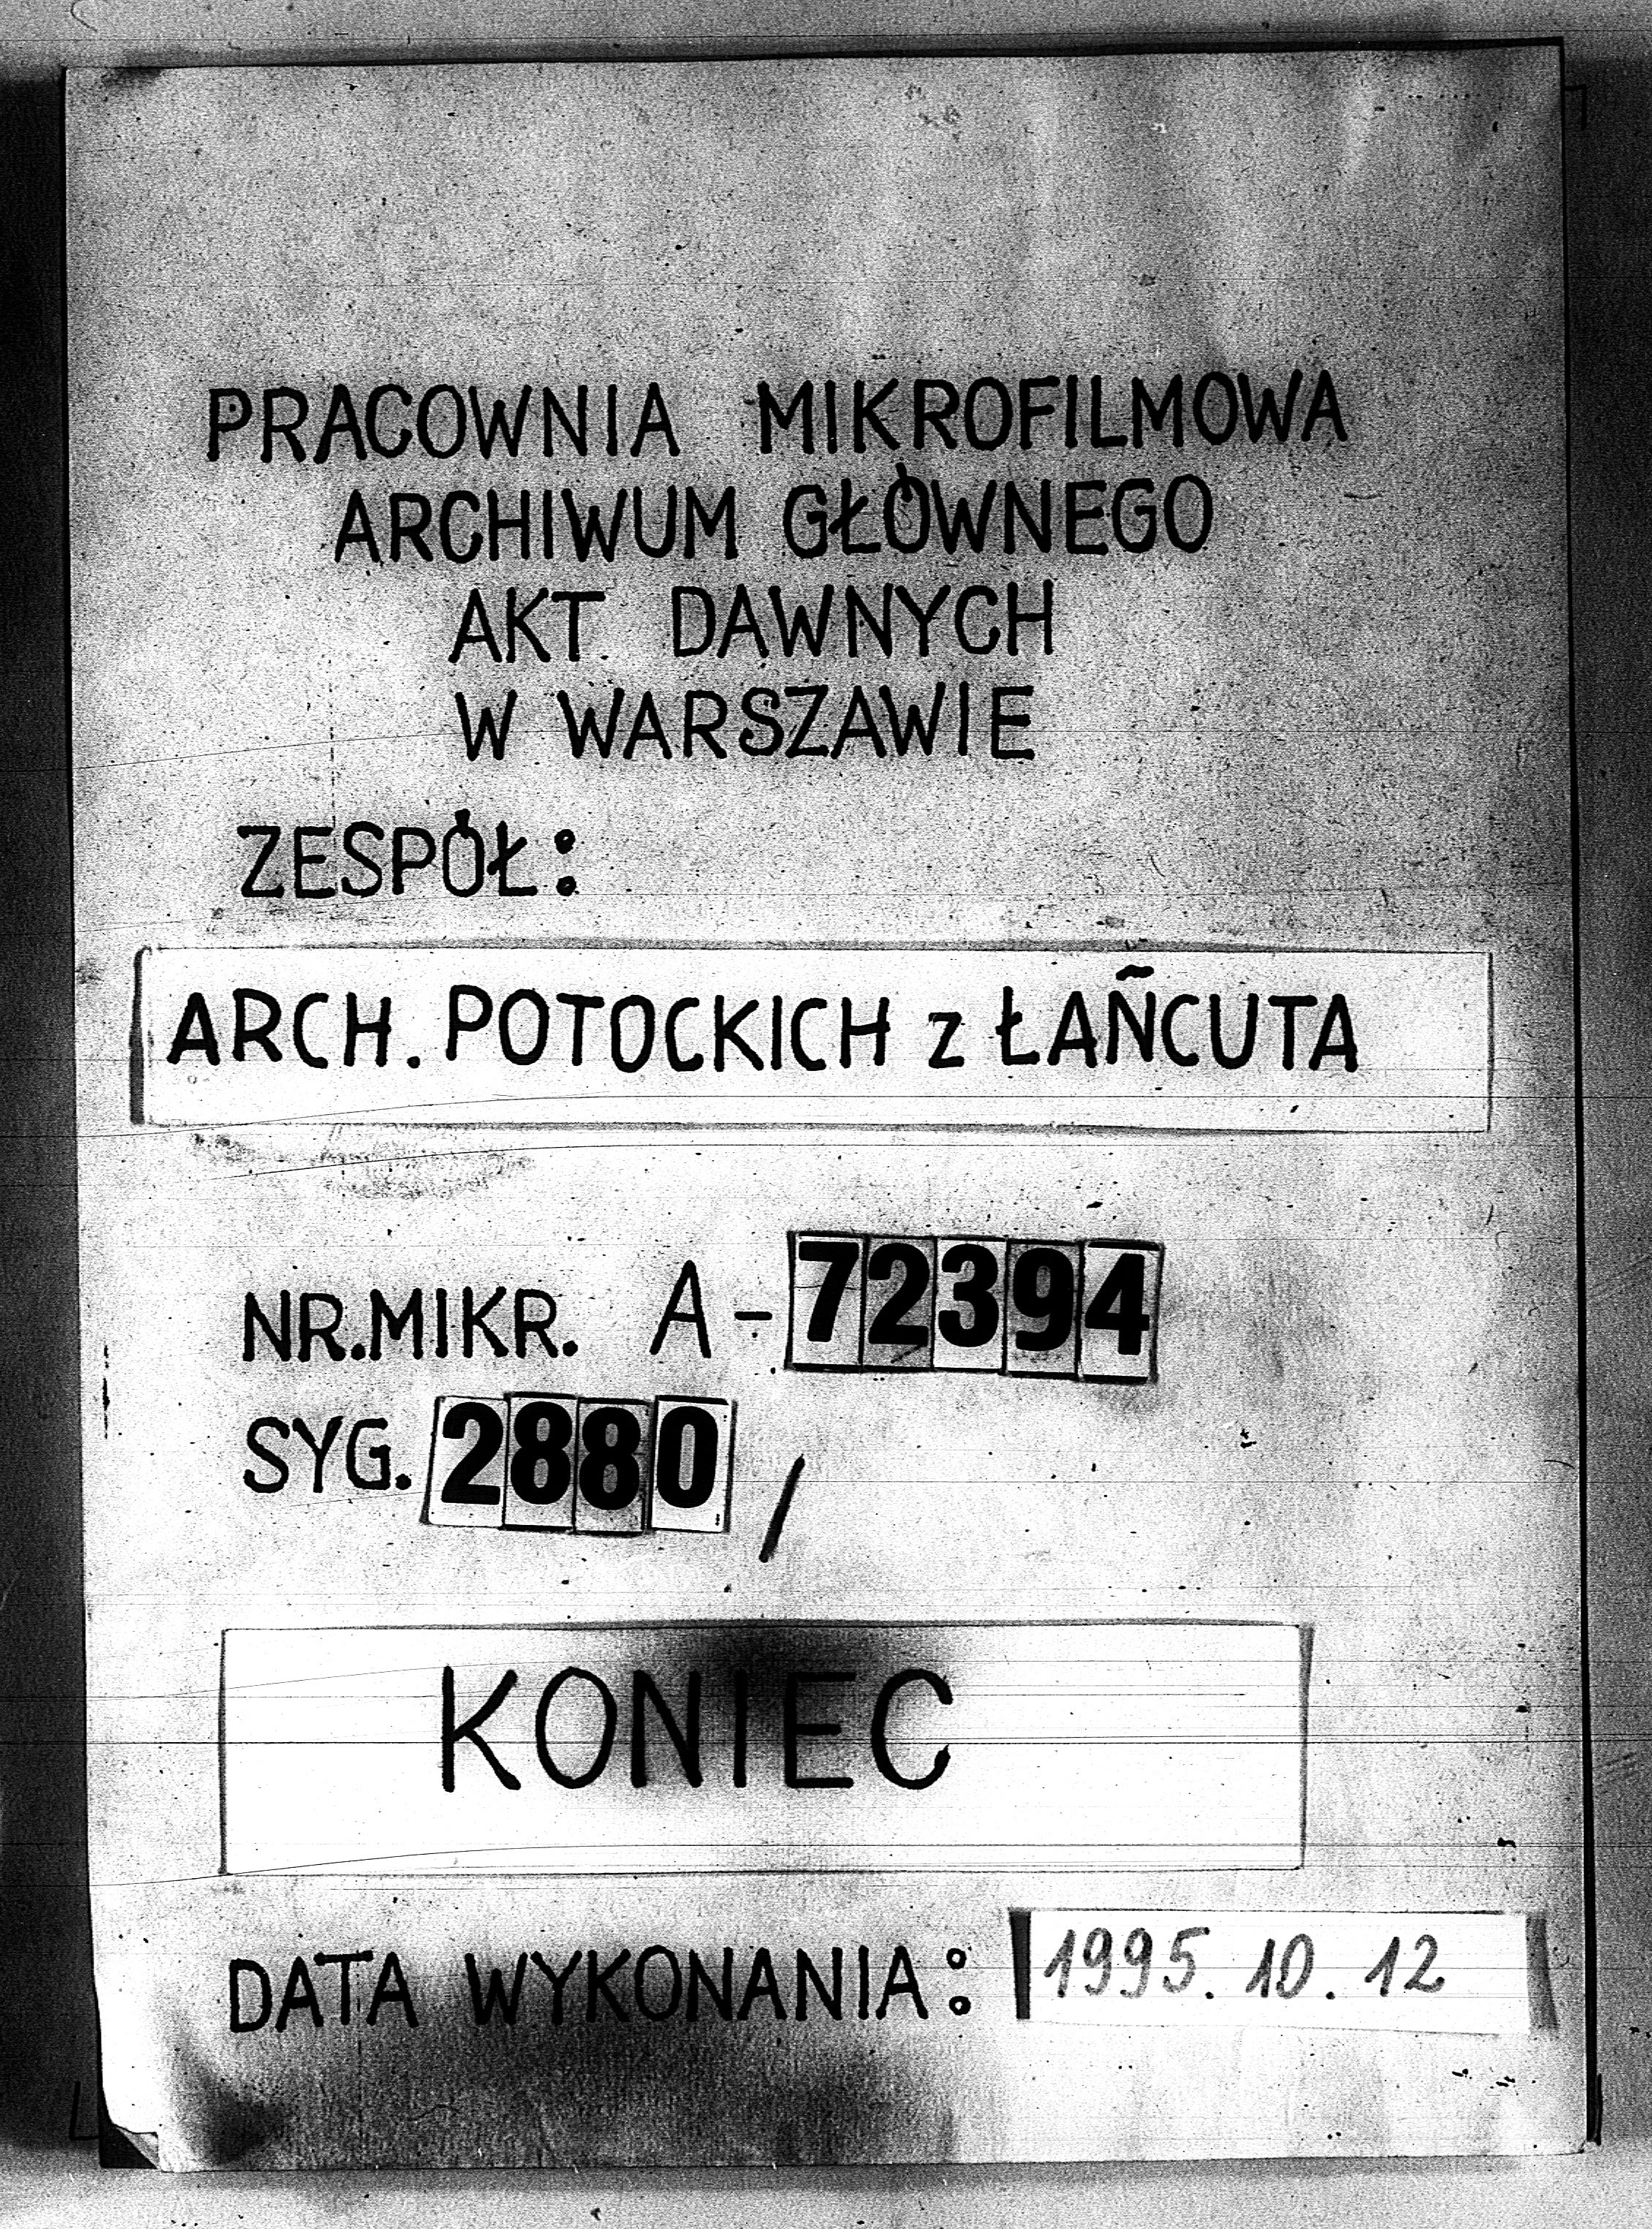 PRACOWNIA MIKROFILMOWA
ARCHIWUM GŁÓWNEGO
AKT DAWNYCH
W WARSZAWIE
ZESPÓŁ:
ARCH. POTOCKICH z ŁAŃCUTA
NR.MIKR. A-72394
SYG. 2880 /
KONIEC
DATA WYKONANIA: 1995.10.12